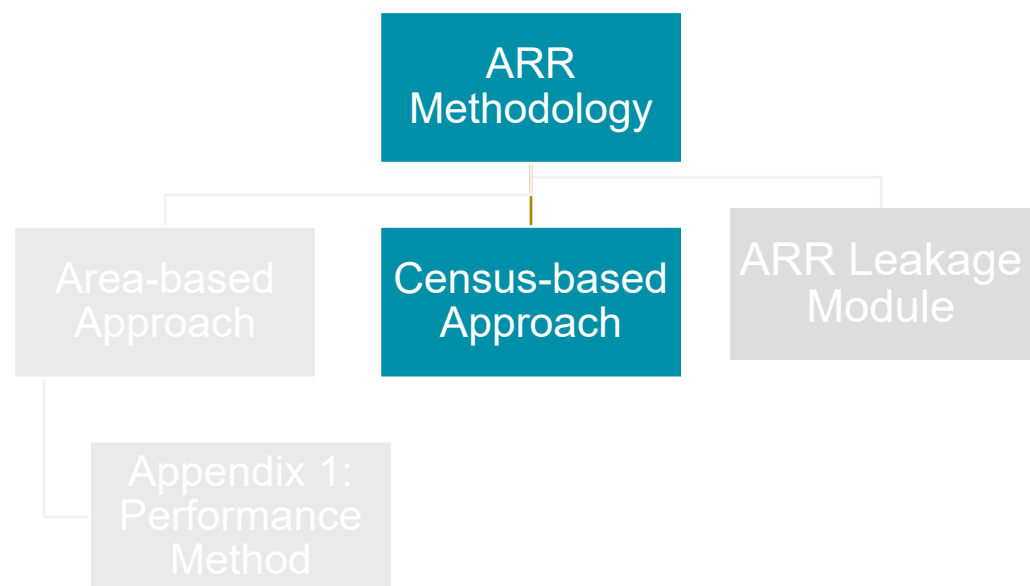 ARR
Methodology
Area-based
Approach
Census-based
Approach
ARR Leakage
Module
Appendix 1:
Performance
Method